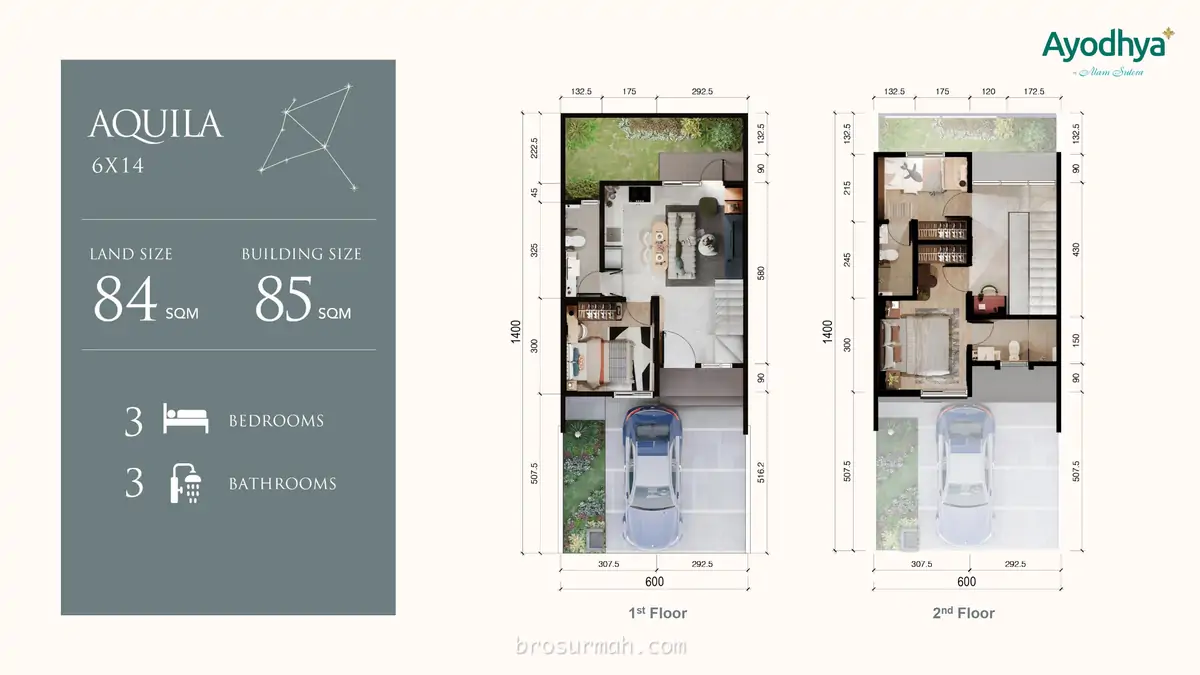 Ayodhya
Alam Sutera
AQUILA
6X14
LAND SIZE
84 SQM
BUILDING SIZE
85 SQM
3 BEDROOMS
3 BATHROOMS
132.5 175 292.5
222.5
45
325
300
507.5
1400
132.5
90
580
90
516.2
307.5 292.5
600
1st Floor
132.5 175 120 172.5
132.5
215
245
300
507.5
1400
132.5
90
430
150
90
507.5
307.5 292.5
600
2nd Floor
brosurmah.com